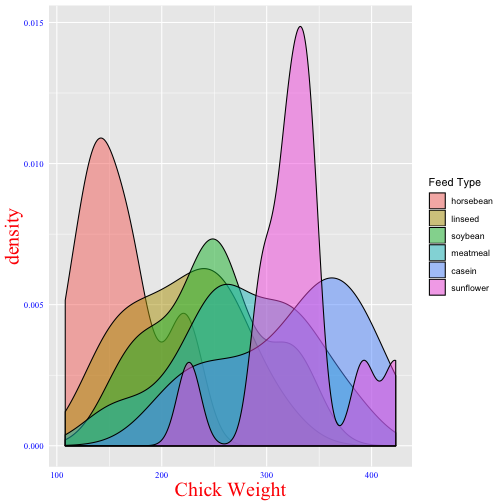 0.015
0.010
0.005
0.000
density
100
200
300
400
Chick Weight
Feed Type
horsebean
linseed
soybean
meatmeal
casein
sunflower